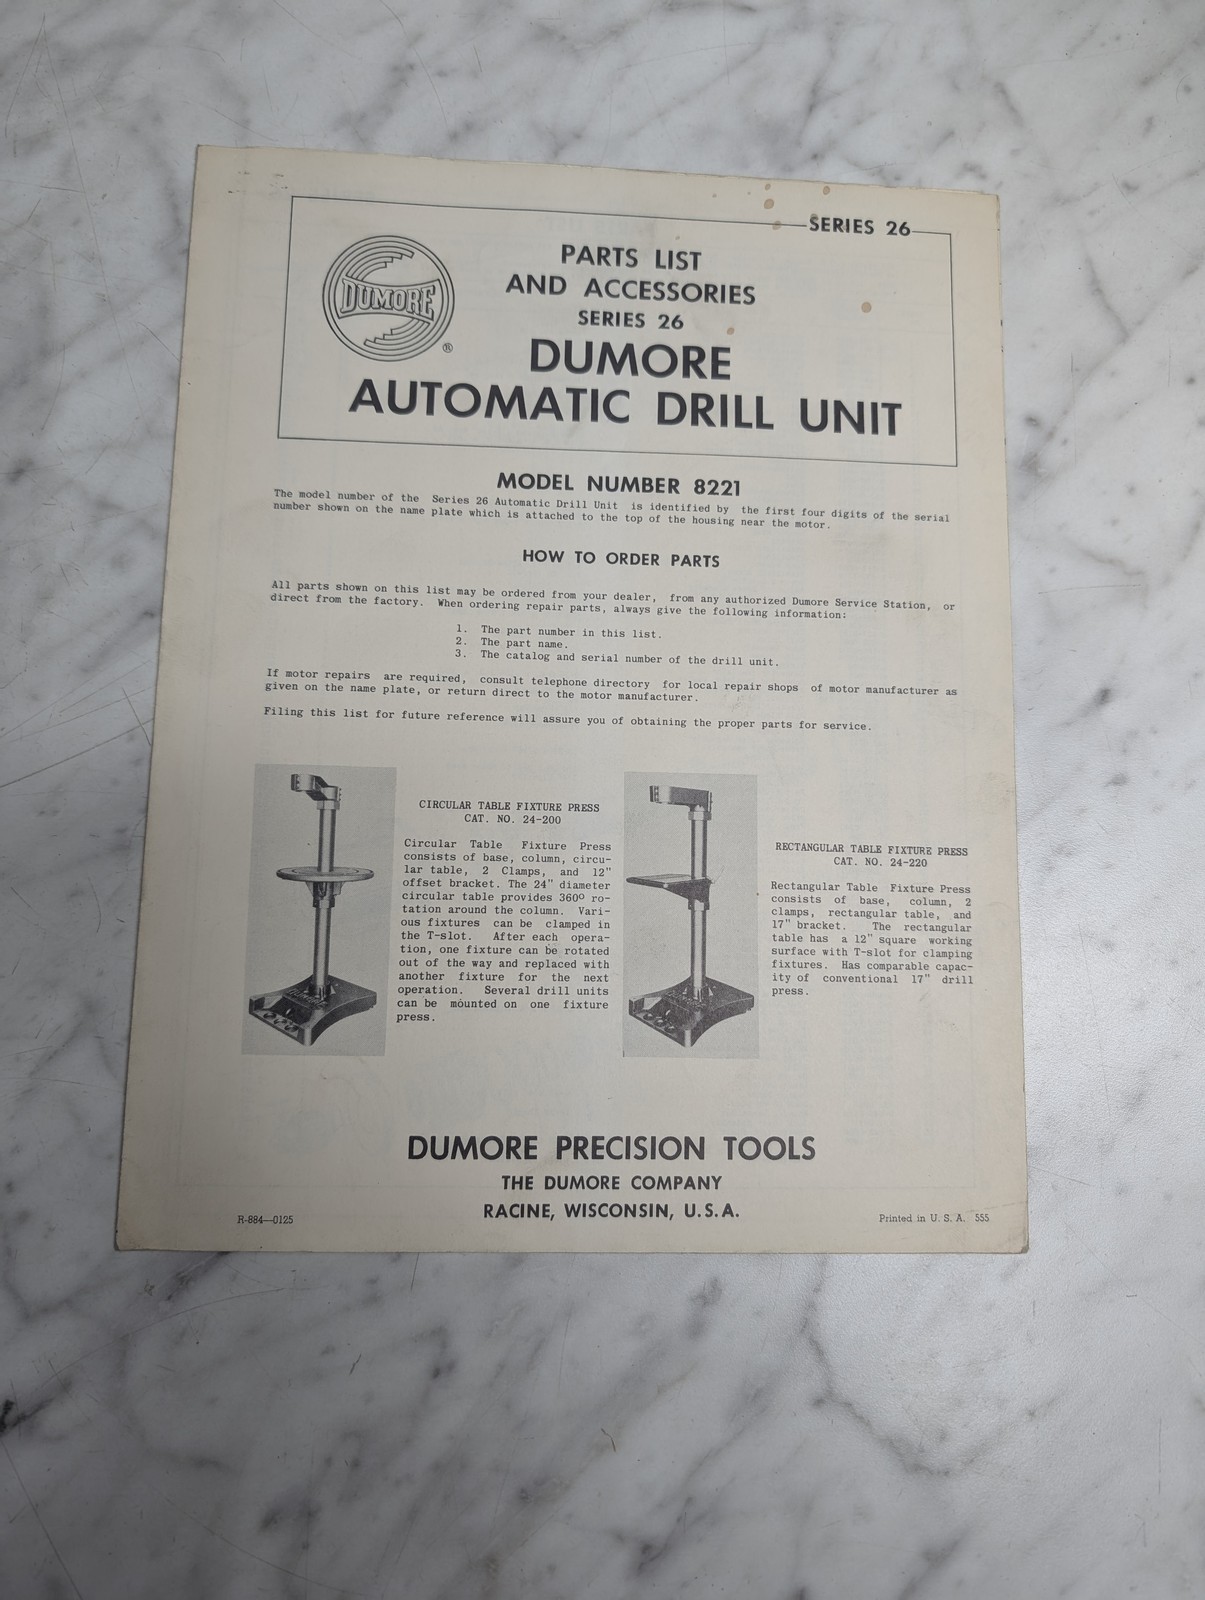 SERIES 26
DUMORE
®
PARTS LIST
AND ACCESSORIES
SERIES 26
DUMORE
AUTOMATIC DRILL UNIT
MODEL NUMBER 8221
The model number of the Series 26 Automatic Drill Unit is identified by the first four digits of the serial
number shown on the name plate which is attached to the top of the housing near the motor.
HOW TO ORDER PARTS
All parts shown on this list may be ordered from your dealer, from any authorized Dumore Service Station, or
direct from the factory. When ordering repair parts, always give the following information:
1. The part number in this list.
2. The part name.
3. The catalog and serial number of the drill unit.
If motor repairs are required, consult telephone directory for local repair shops of motor manufacturer as
given on the name plate, or return direct to the motor manufacturer.
Filing this list for future reference will assure you of obtaining the proper parts for service.
CIRCULAR TABLE FIXTURE PRESS
CAT. NO. 24-200
Circular Table Fixture Press
consists of base, column, circu-
lar table, 2 Clamps, and 12"
offset bracket. The 24" diameter
circular table provides 360º ro-
tation around the column. Vari-
ous fixtures can be clamped in
the T-slot. After each opera-
tion, one fixture can be rotated
out of the way and replaced with
another fixture for the next
operation. Several drill units
can be mounted on one fixture
press.
RECTANGULAR TABLE FIXTURE PRESS
CAT. NO. 24-220
Rectangular Table Fixture Press
consists of base, column, 2
clamps, rectangular table, and
17" bracket. The rectangular
table has a 12" square working
surface with T-slot for clamping
fixtures. Has comparable capac-
ity of conventional 17" drill
press.
DUMORE PRECISION TOOLS
THE DUMORE COMPANY
RACINE, WISCONSIN, U.S.A.
R-884—0125
Printed in U. S. A. 555